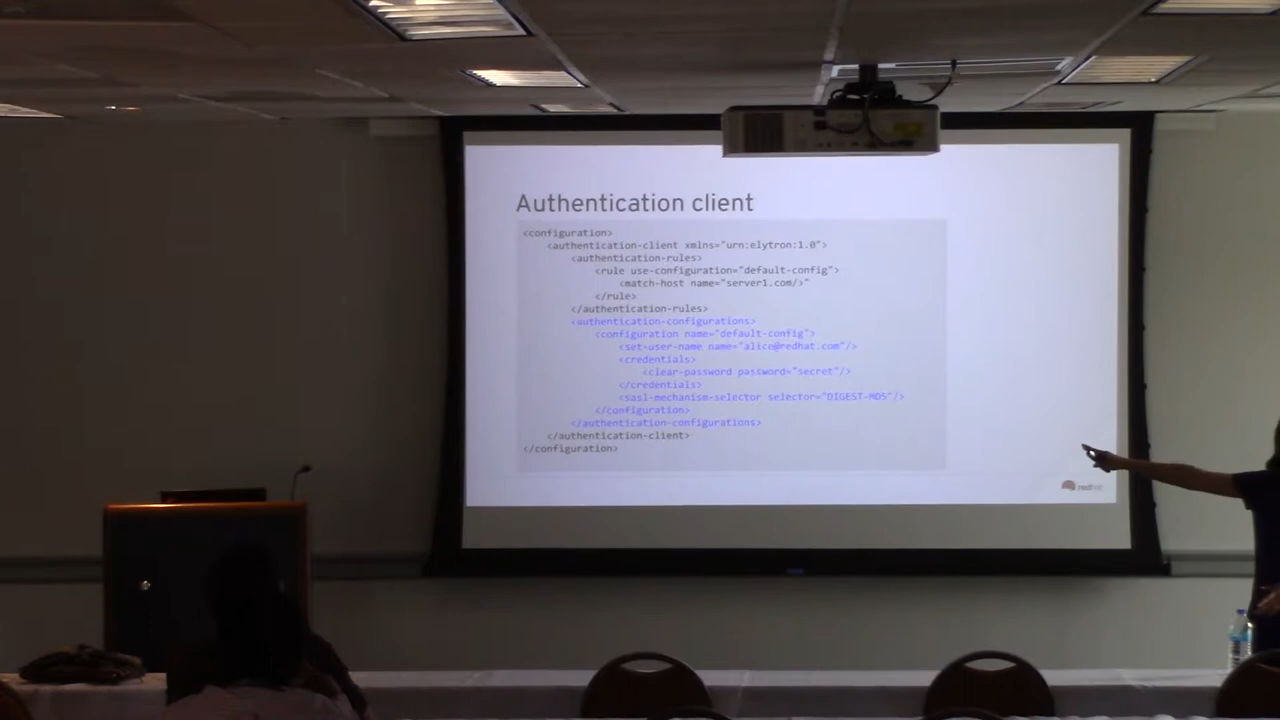 Authentication client
<configuration>
<authentication-client xmlns="urn:elytron:1.0">
<authentication-rules>
<rule use-configuration="default-config">
<match-host name="server1.com/>"
</rule>
</authentication-rules>
<authentication-configurations>
<configuration name="default-config">
<set-user-name name="alice@redhat.com"/>
<credentials>
<clear-password password="secret"/>
</credentials>
<sasl-mechanism-selector selector="DIGEST-MD5"/>
</configuration>
</authentication-configurations>
</authentication-client>
</configuration>
redhat